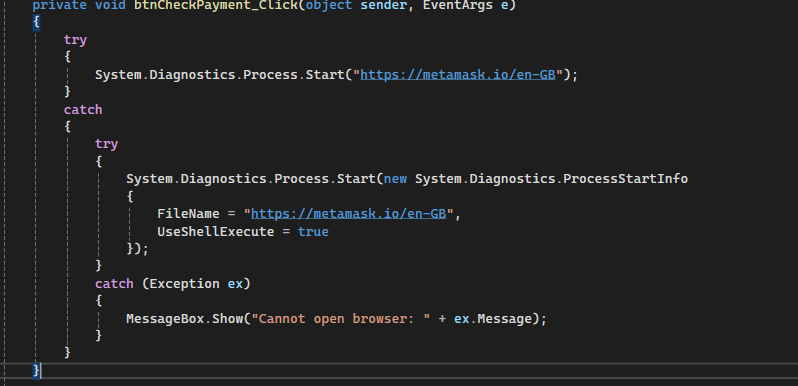 private void btnCheckPayment_Click(object sender, EventArgs e)
{
try
{
System.Diagnostics.Process.Start("https://metamask.io/en-GB");
}
catch
{
try
{
System.Diagnostics.Process.Start(new System.Diagnostics.ProcessStartInfo
{
FileName = "https://metamask.io/en-GB",
UseShellExecute = true
});
}
catch (Exception ex)
{
MessageBox.Show("Cannot open browser: " + ex.Message);
}
}
}